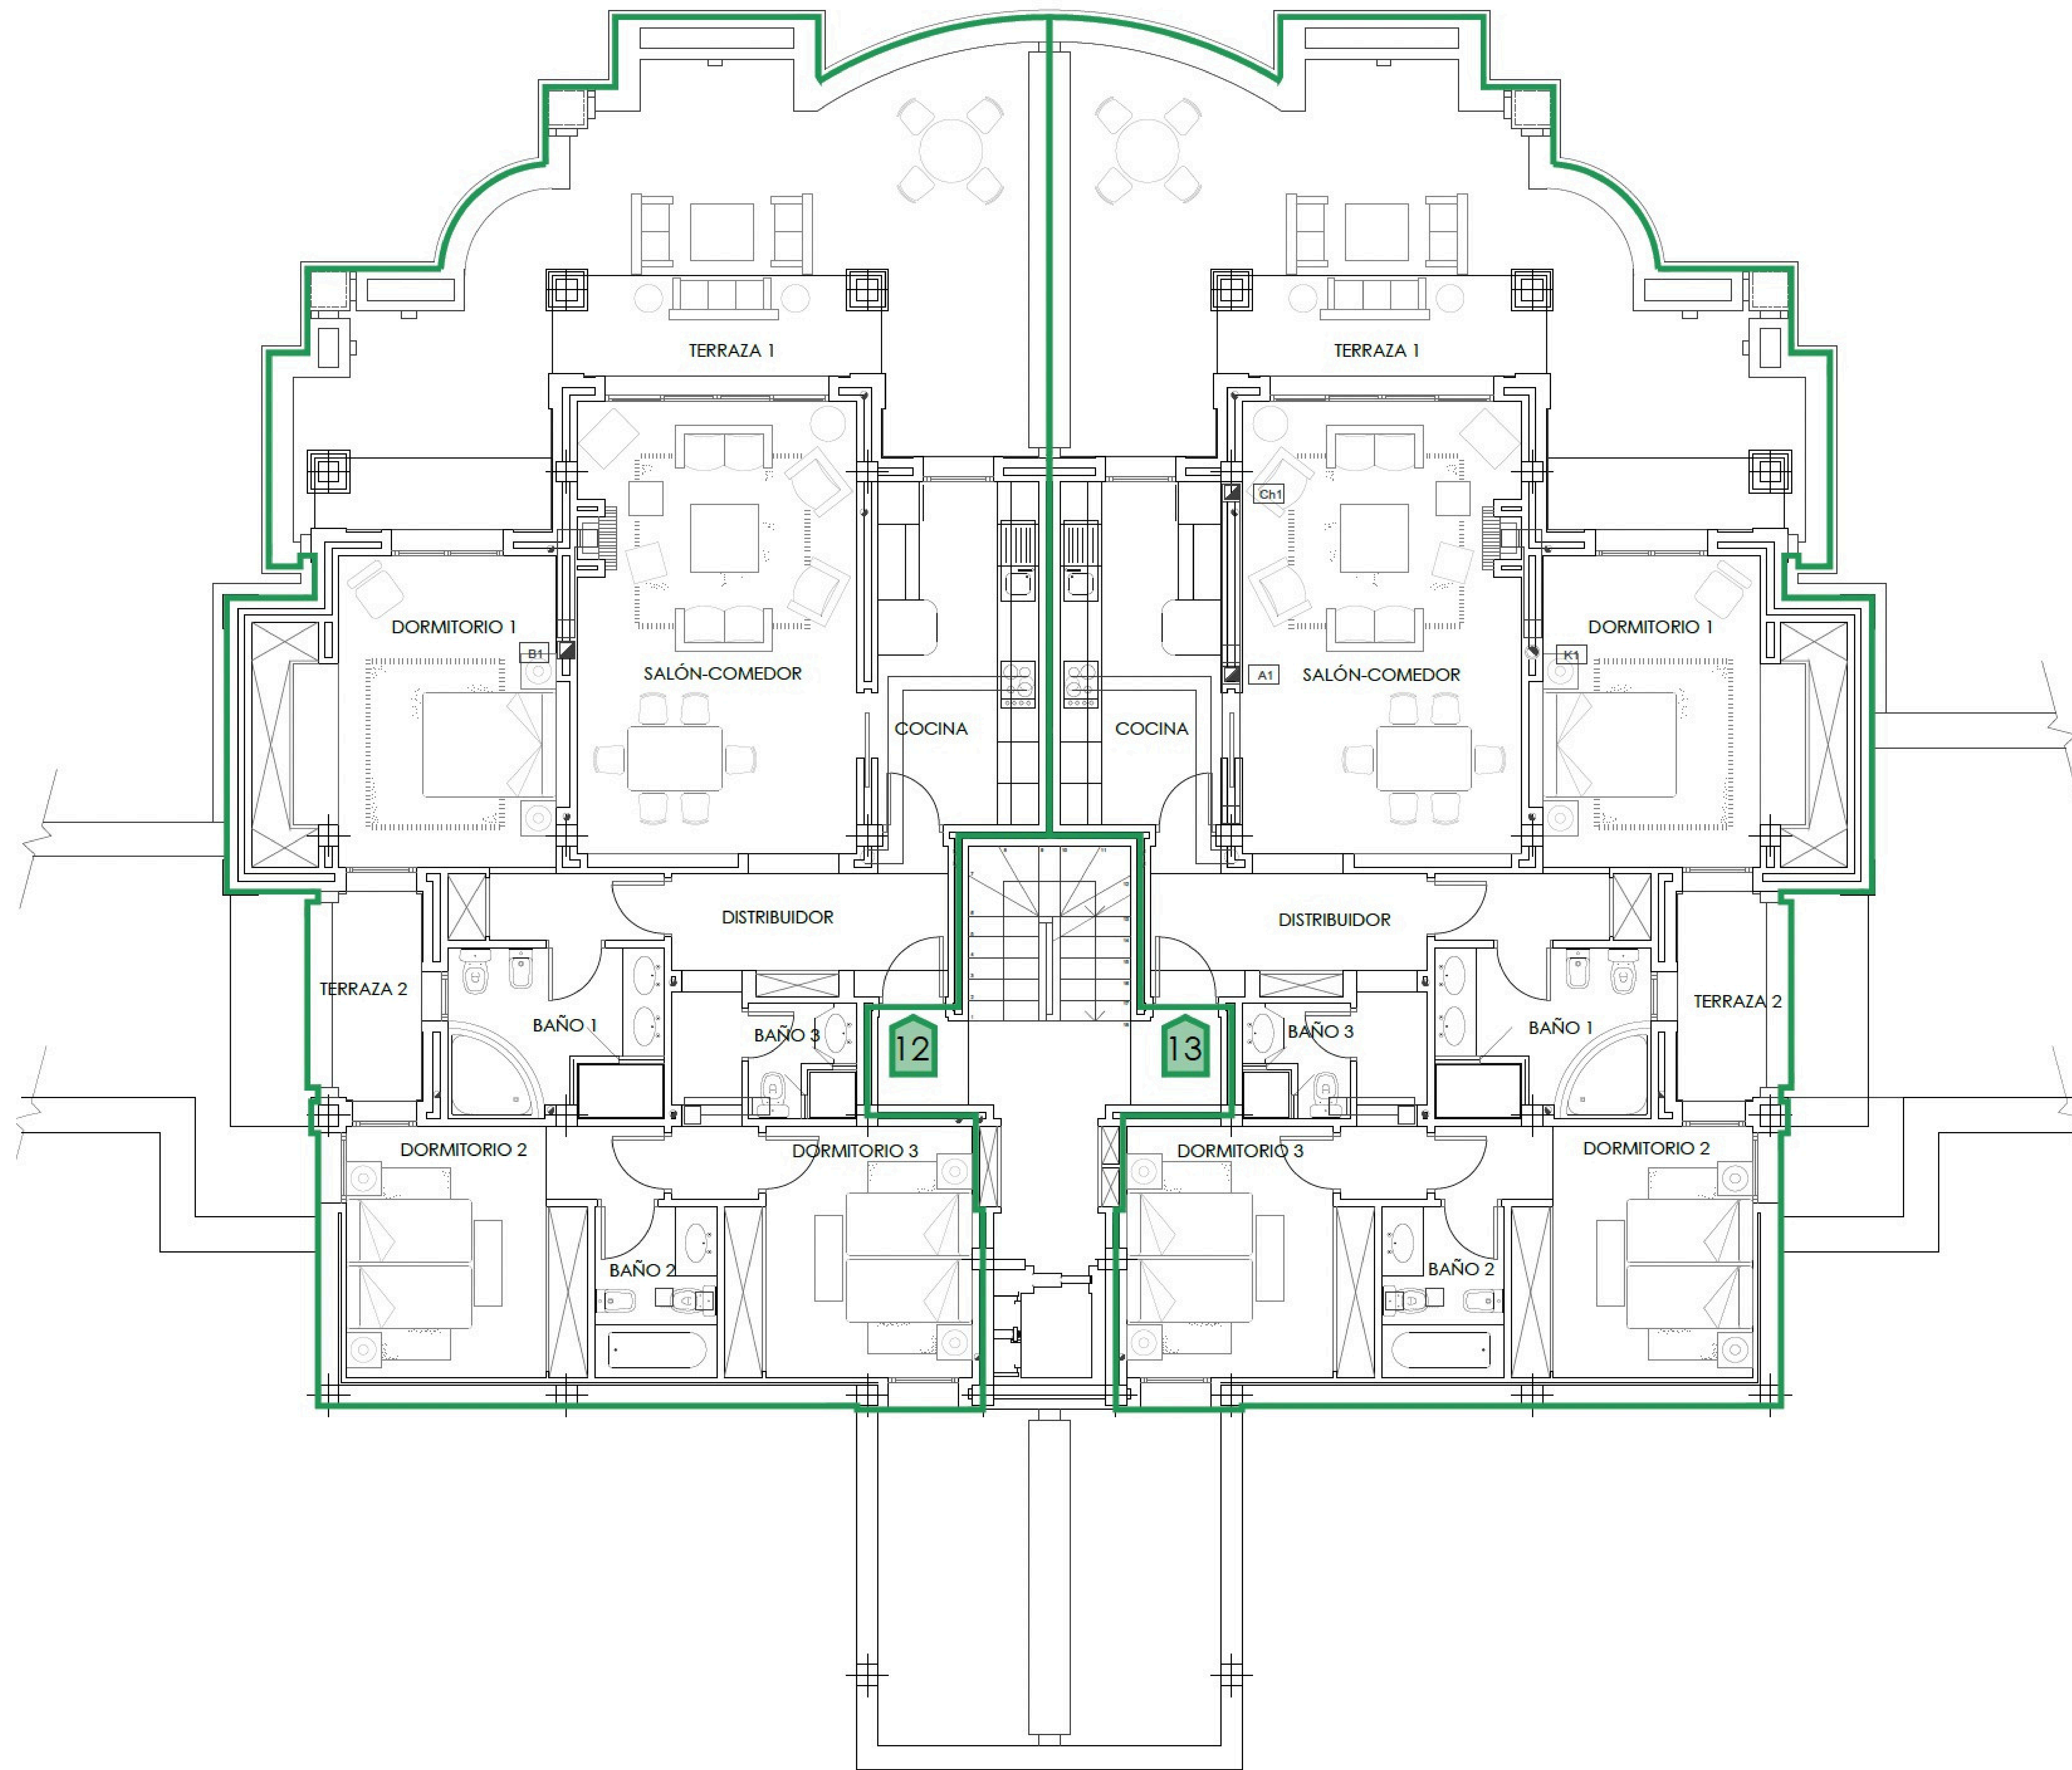 TERRAZA 1
TERRAZA 1
Ch1
DORMITORIO 1
DORMITORIO 1
B1
K1
SALÓN-COMEDOR
A1
SALÓN-COMEDOR
COCINA
COCINA
DISTRIBUIDOR
DISTRIBUIDOR
TERRAZA 2
TERRAZA 2
BAÑO 1
BAÑO 3
BAÑO 3
BAÑO 1
12
13
DORMITORIO 2
DORMITORIO 3
DORMITORIO 3
DORMITORIO 2
BAÑO 2
BAÑO 2